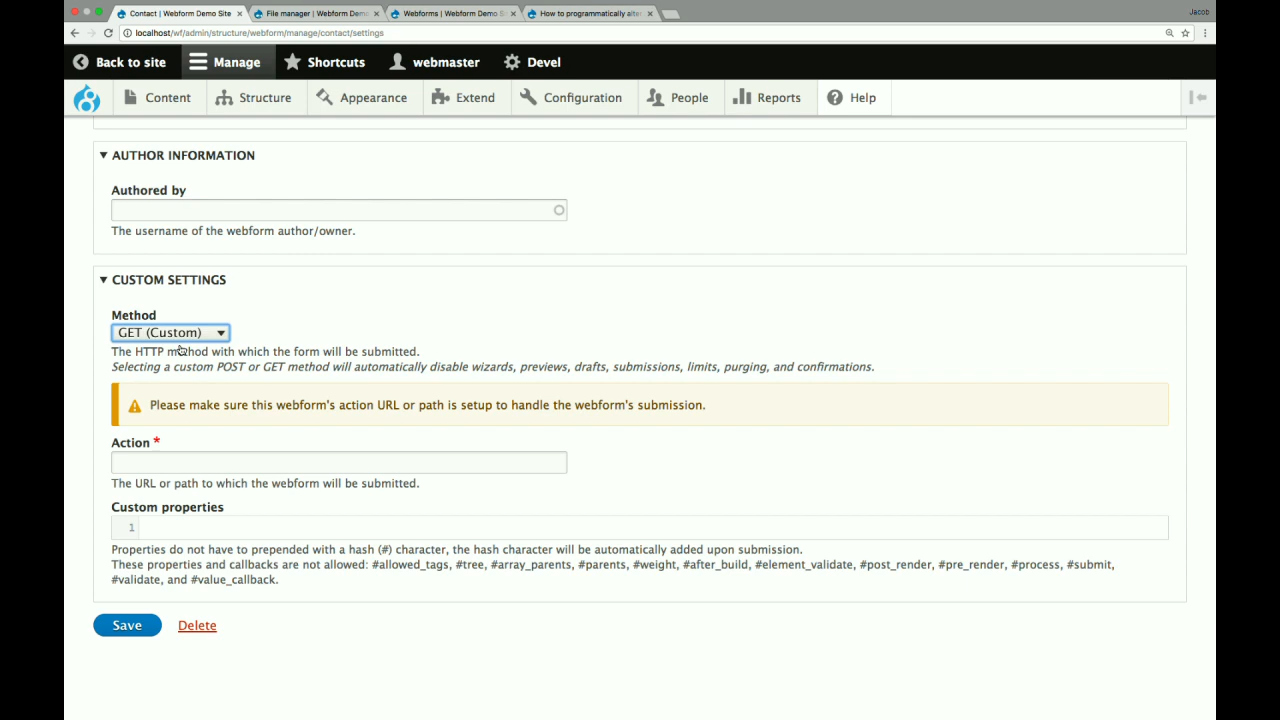 Contact | Webform Demo Site
File manager | Webform Demo
Webforms | Webform Demo S
How to programmatically alte
Jacob
localhost/wf/admin/structure/webform/manage/contact/settings
Back to site
Manage
Shortcuts
webmaster
Devel
Content
Structure
Appearance
Extend
Configuration
People
Reports
Help
AUTHOR INFORMATION
Authored by
The username of the webform author/owner.
CUSTOM SETTINGS
Method
GET (Custom)
The HTTP method with which the form will be submitted.
Selecting a custom POST or GET method will automatically disable wizards, previews, drafts, submissions, limits, purging, and confirmations.
Please make sure this webform's action URL or path is setup to handle the webform's submission.
Action *
The URL or path to which the webform will be submitted.
Custom properties
1
Properties do not have to prepended with a hash (#) character, the hash character will be automatically added upon submission.
These properties and callbacks are not allowed: #allowed_tags, #tree, #array_parents, #parents, #weight, #after_build, #element_validate, #post_render, #pre_render, #process, #submit,
#validate, and #value_callback.
Save
Delete